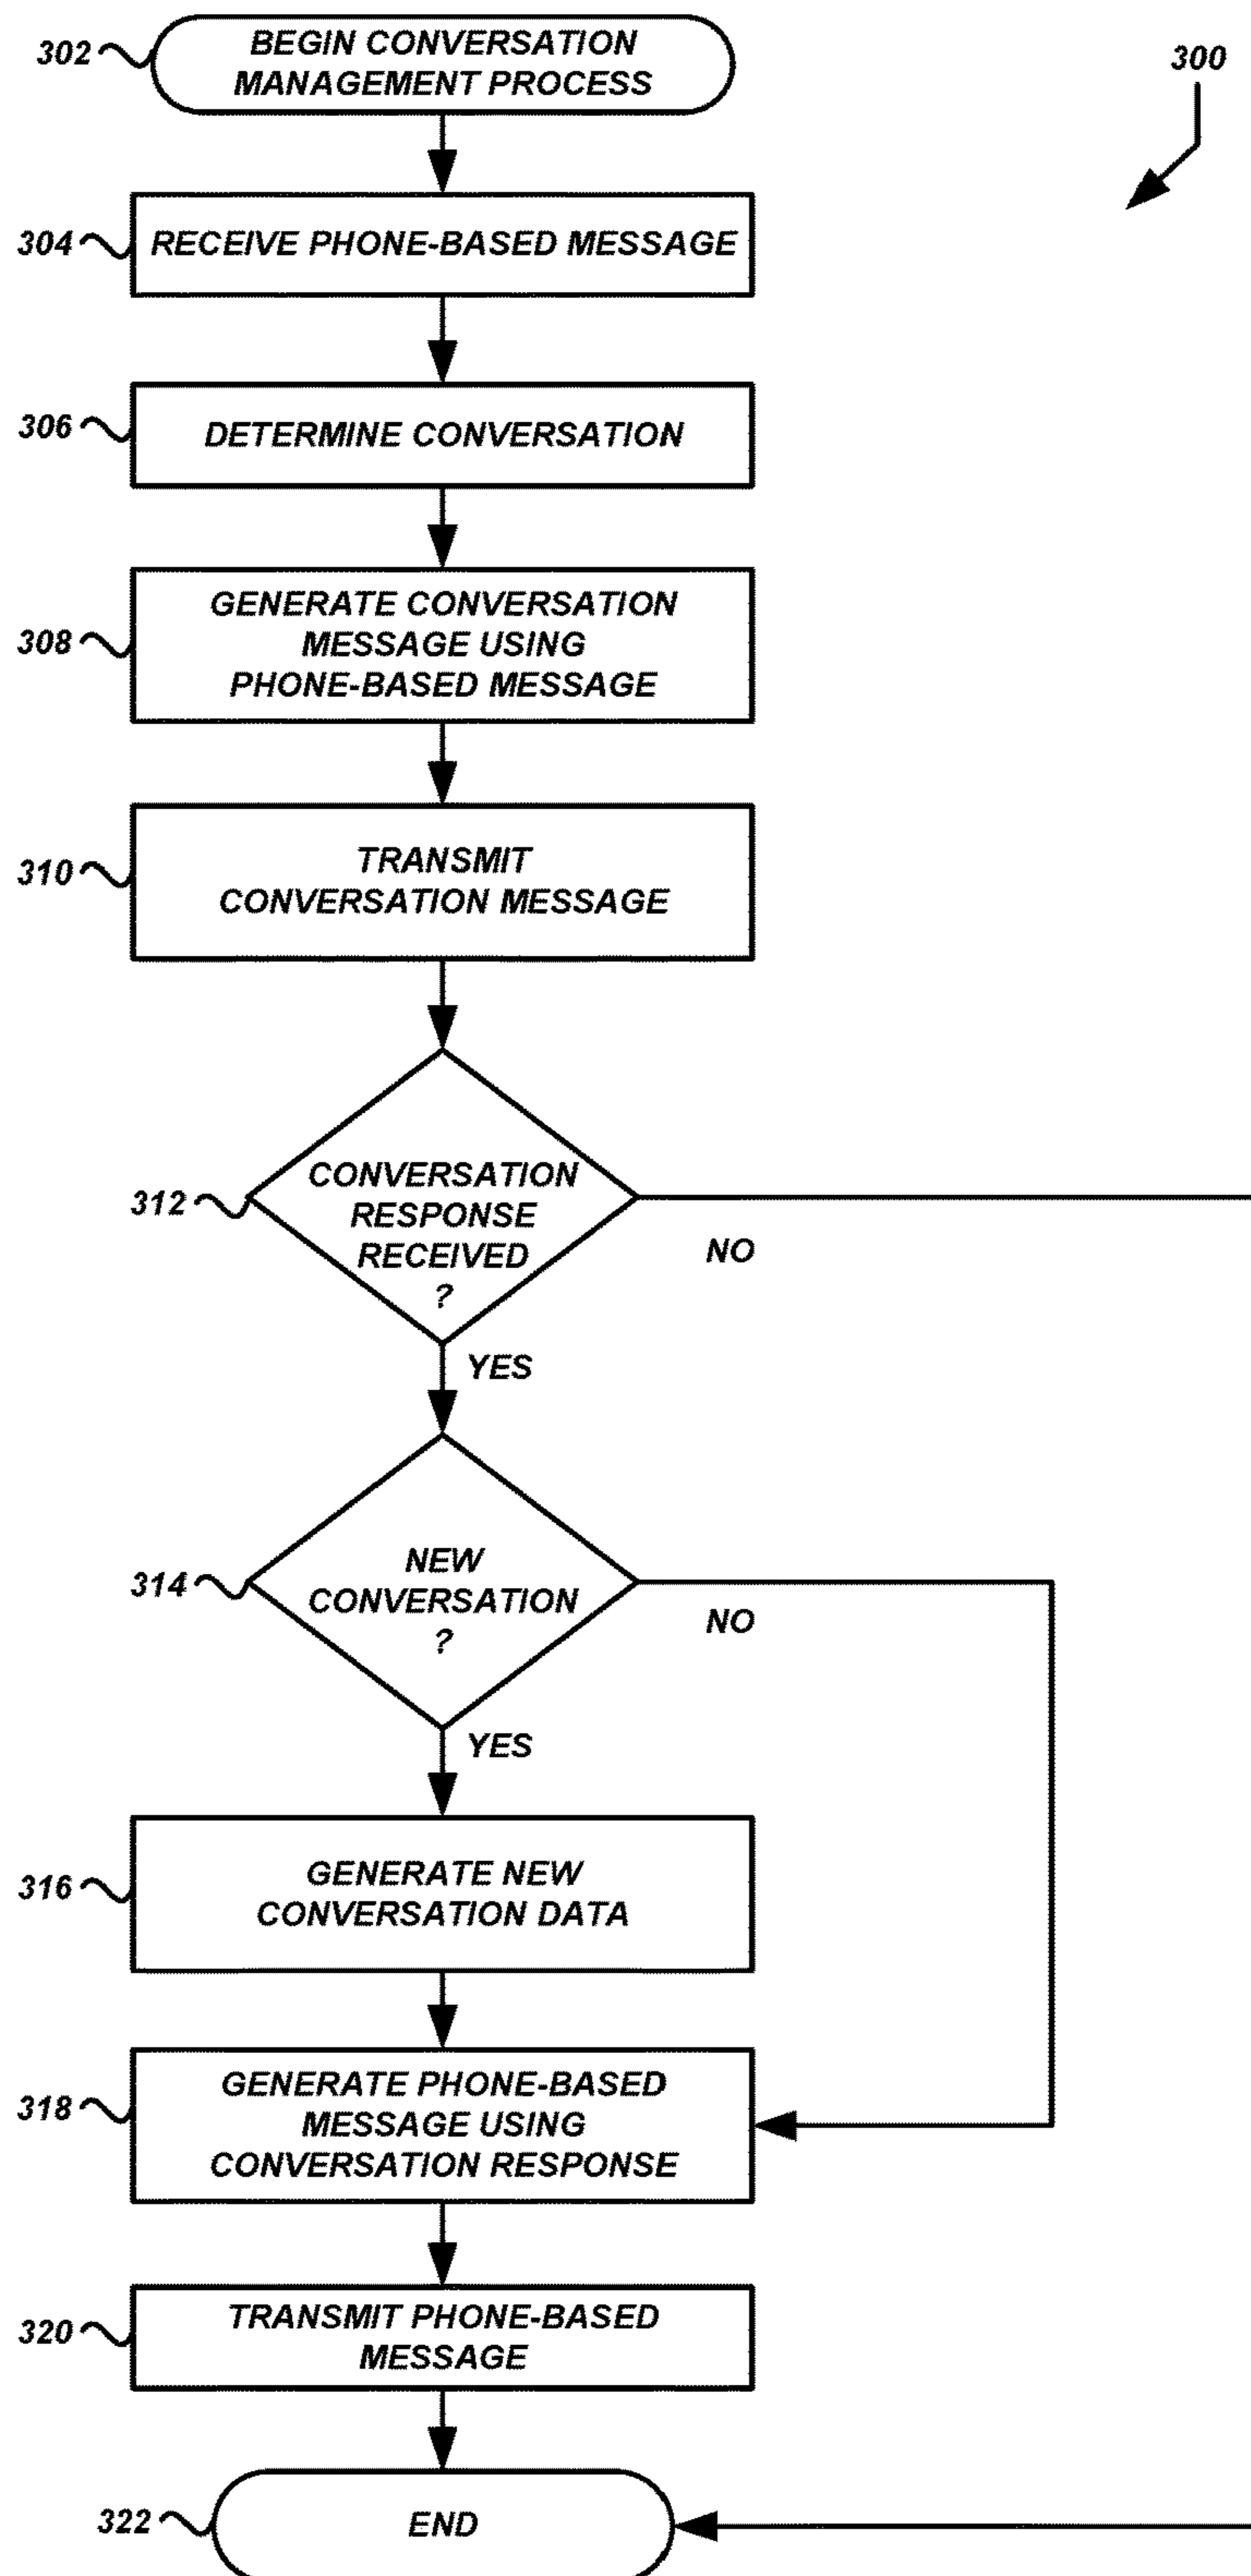 302
BEGIN CONVERSATION
MANAGEMENT PROCESS
300
304
RECEIVE PHONE-BASED MESSAGE
306
DETERMINE CONVERSATION
308
GENERATE CONVERSATION
MESSAGE USING
PHONE-BASED MESSAGE
310
TRANSMIT
CONVERSATION MESSAGE
312
CONVERSATION
RESPONSE
RECEIVED
?
NO
YES
314
NEW
CONVERSATION
?
NO
YES
316
GENERATE NEW
CONVERSATION DATA
318
GENERATE PHONE-BASED
MESSAGE USING
CONVERSATION RESPONSE
320
TRANSMIT PHONE-BASED
MESSAGE
322
END